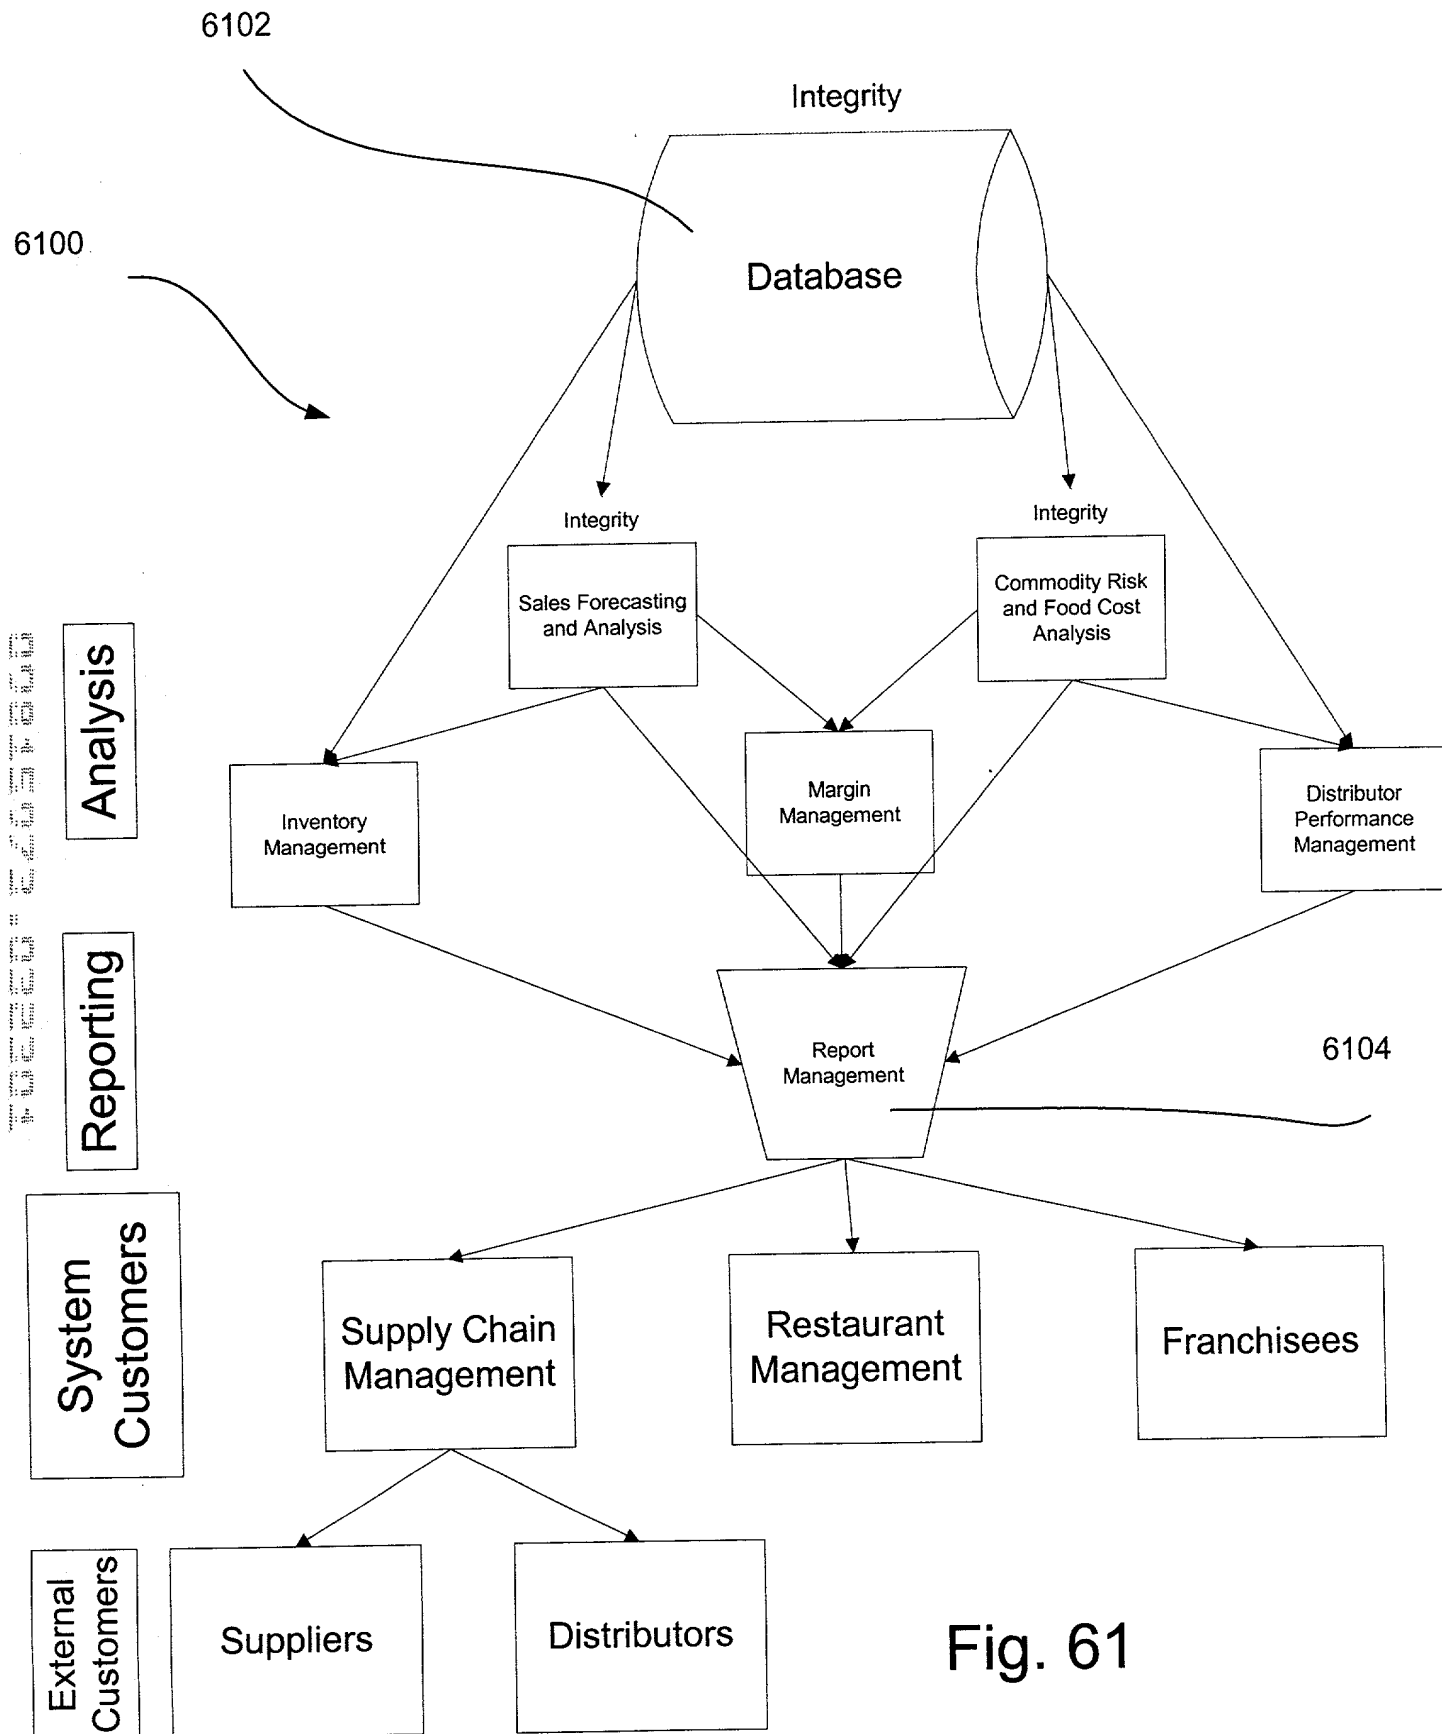 6102
Integrity
6100
Database
Integrity
Integrity
Sales Forecasting
and Analysis
Commodity Risk
and Food Cost
Analysis
Analysis
Inventory
Management
Margin
Management
Distributor
Performance
Management
Reporting
Report
Management
6104
System
Customers
Supply Chain
Management
Restaurant
Management
Franchisees
External
Customers
Suppliers
Distributors
Fig. 61